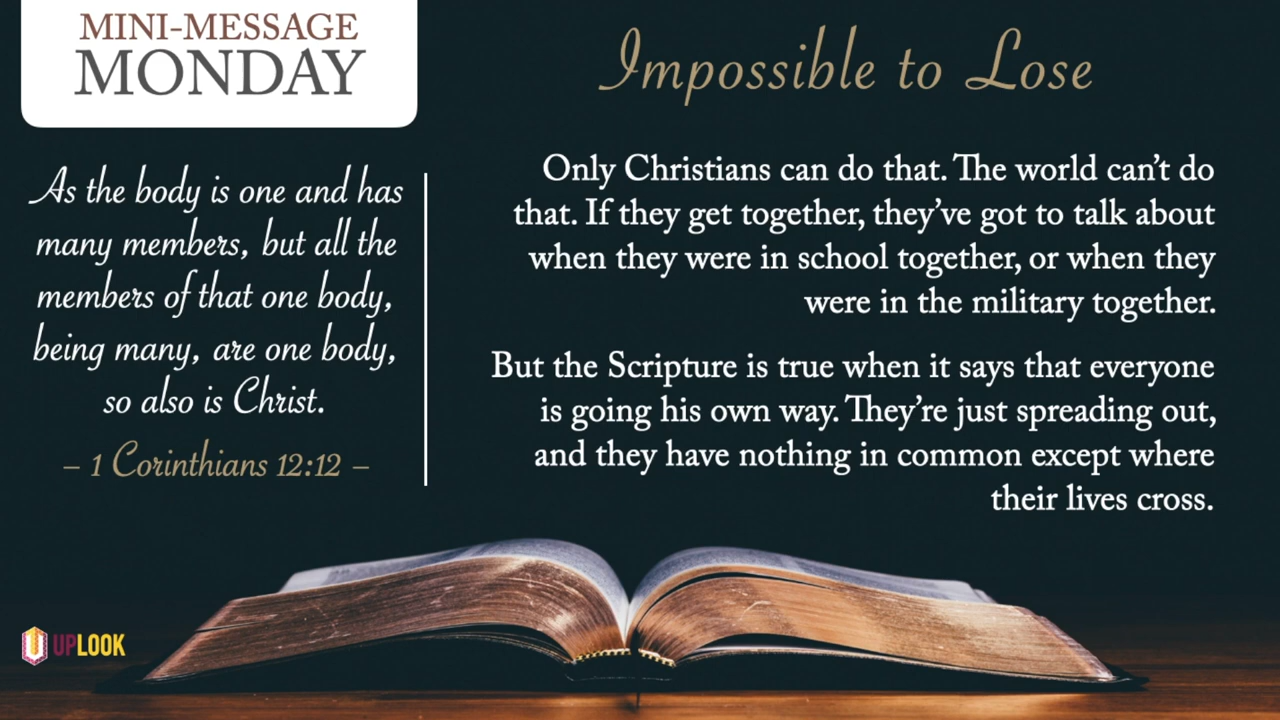 MINI-MESSAGE
MONDAY
As the body is one and has
many members, but all the
members of that one body,
being many, are one body,
so also is Christ.
– 1 Corinthians 12:12 –
Impossible to Lose
Only Christians can do that. The world can’t do
that. If they get together, they’ve got to talk about
when they were in school together, or when they
were in the military together.
But the Scripture is true when it says that everyone
is going his own way. They’re just spreading out,
and they have nothing in common except where
their lives cross.
UPLOOK